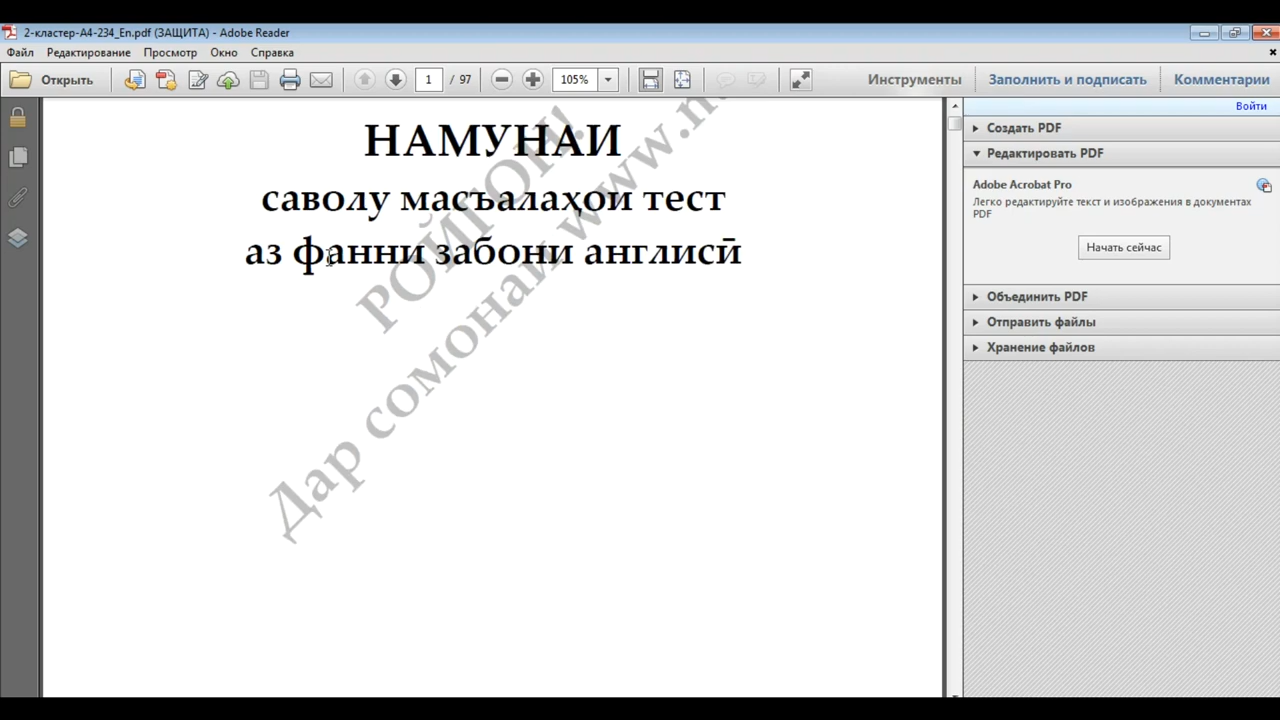 2-кластер-A4-234_En.pdf (ЗАЩИТА) - Adobe Reader
Файл Редактирование Просмотр Окно Справка
Открыть 1 / 97 105% Инструменты Заполнить и подписать Комментарии
Войти
НАМУНАИ
саволу масъалаҳои тест
аз фанни забони англисӣ
РОЙГОН!
Дар сомонаи www.
Создать PDF
Редактировать PDF
Adobe Acrobat Pro
Легко редактируйте текст и изображения в документах
PDF
Начать сейчас
Объединить PDF
Отправить файлы
Хранение файлов